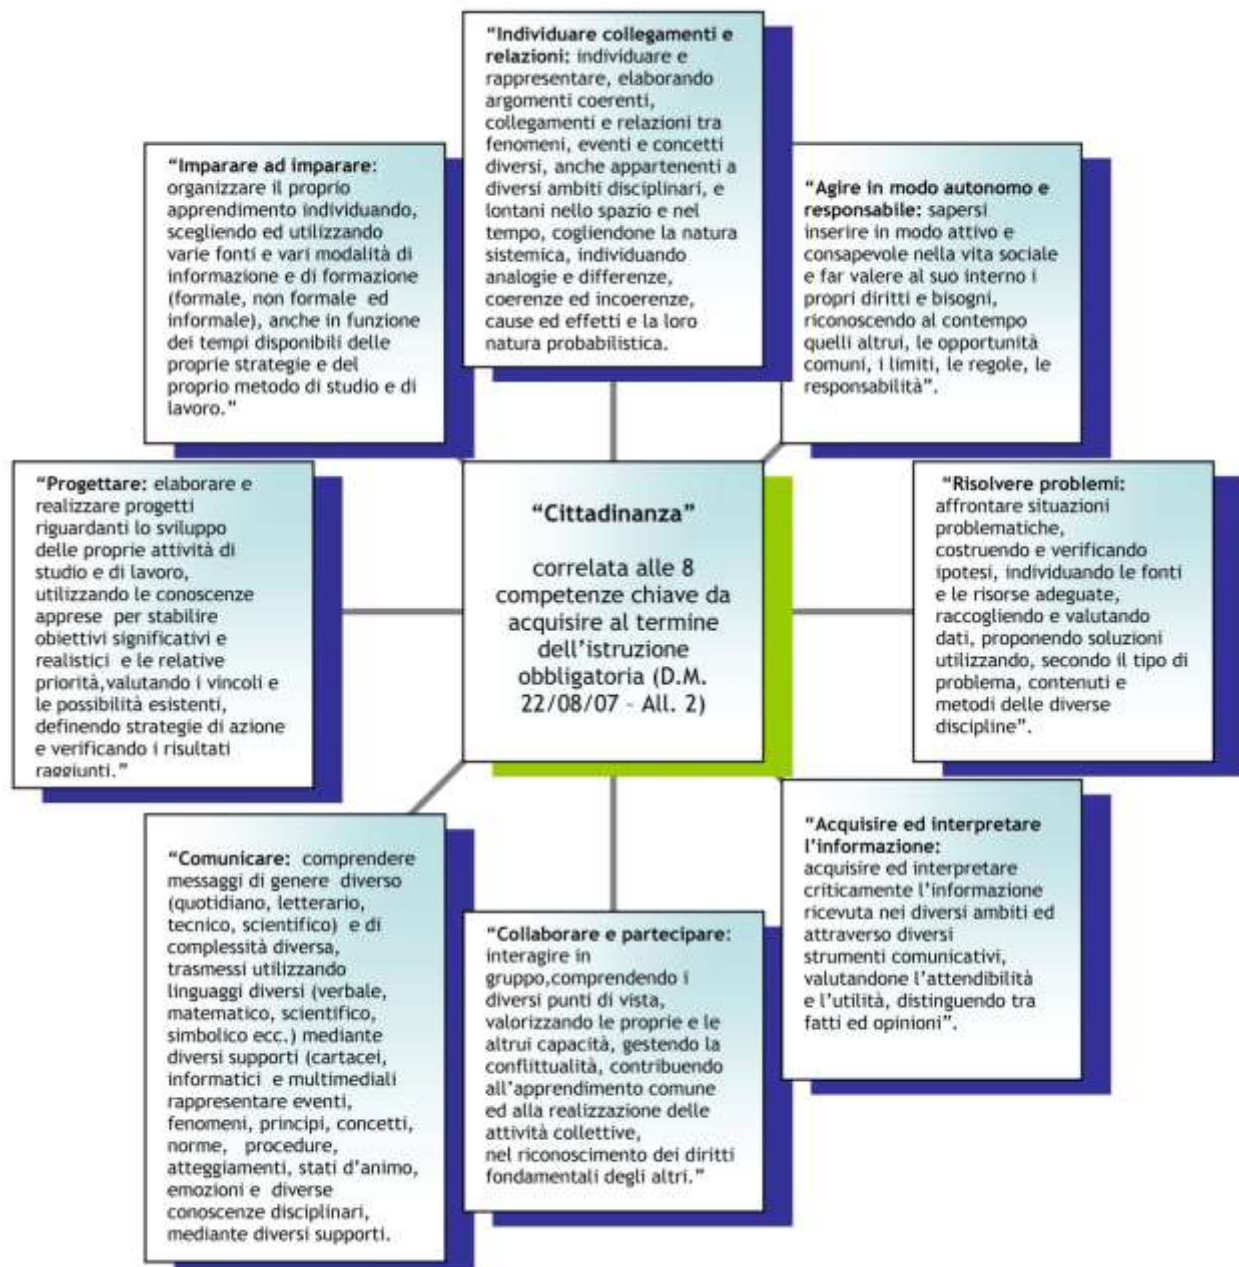 “Individuare collegamenti e
relazioni: individuare e
rappresentare, elaborando
argomenti coerenti,
collegamenti e relazioni tra
fenomeni, eventi e concetti
diversi, anche appartenenti a
diversi ambiti disciplinari, e
lontani nello spazio e nel
tempo, cogliendone la natura
sistemica, individuando
analogie e differenze,
coerenze ed incoerenze,
cause ed effetti e la loro
natura probabilistica.
“Imparare ad imparare:
organizzare il proprio
apprendimento individuando,
scegliendo ed utilizzando
varie fonti e vari modalità di
informazione e di formazione
(formale, non formale ed
informale), anche in funzione
dei tempi disponibili delle
proprie strategie e del
proprio metodo di studio e di
lavoro.”
“Agire in modo autonomo e
responsabile: sapersi
inserire in modo attivo e
consapevole nella vita sociale
e far valere al suo interno i
propri diritti e bisogni,
riconoscendo al contempo
quelli altrui, le opportunità
comuni, i limiti, le regole, le
responsabilità”.
“Progettare: elaborare e
realizzare progetti
riguardanti lo sviluppo
delle proprie attività di
studio e di lavoro,
utilizzando le conoscenze
apprese per stabilire
obiettivi significativi e
realistici e le relative
priorità,valutando i vincoli e
le possibilità esistenti,
definendo strategie di azione
e verificando i risultati
raggiunti.”
“Cittadinanza”
correlata alle 8
competenze chiave da
acquisire al termine
dell’istruzione
obbligatoria (D.M.
22/08/07 - All. 2)
“Risolvere problemi:
affrontare situazioni
problematiche,
costruendo e verificando
ipotesi, individuando le fonti
e le risorse adeguate,
raccogliendo e valutando
dati, proponendo soluzioni
utilizzando, secondo il tipo di
problema, contenuti e
metodi delle diverse
discipline”.
“Comunicare: comprendere
messaggi di genere diverso
(quotidiano, letterario,
tecnico, scientifico) e di
complessità diversa,
trasmessi utilizzando
linguaggi diversi (verbale,
matematico, scientifico,
simbolico ecc.) mediante
diversi supporti (cartacei,
informatici e multimediali
rappresentare eventi,
fenomeni, principi, concetti,
norme, procedure,
atteggiamenti, stati d’animo,
emozioni e diverse
conoscenze disciplinari,
mediante diversi supporti.
“Collaborare e partecipare:
interagire in
gruppo,comprendendo i
diversi punti di vista,
valorizzando le proprie e le
altrui capacità, gestendo la
conflittualità, contribuendo
all’apprendimento comune
ed alla realizzazione delle
attività collettive,
nel riconoscimento dei diritti
fondamentali degli altri.”
“Acquisire ed interpretare
l’informazione:
acquisire ed interpretare
criticamente l’informazione
ricevuta nei diversi ambiti ed
attraverso diversi
strumenti comunicativi,
valutandone l’attendibilità
e l’utilità, distinguendo tra
fatti ed opinioni”.